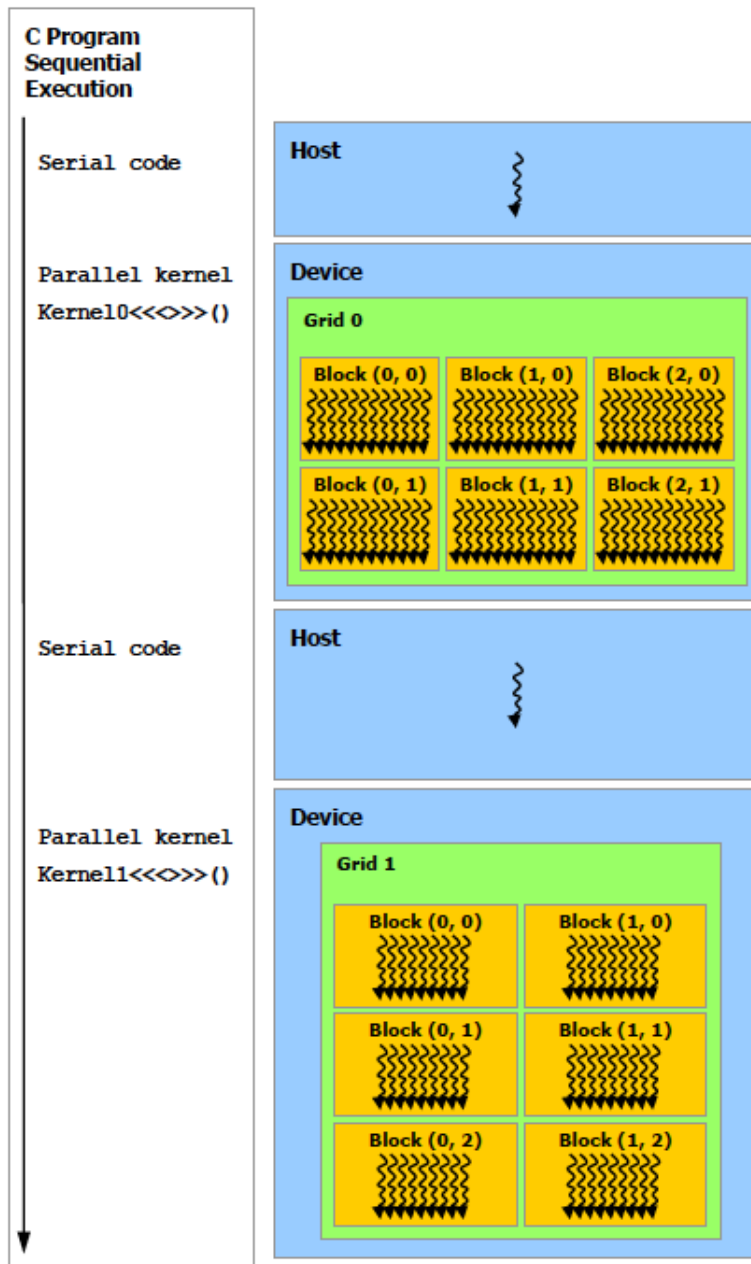 C Program
Sequential
Execution
Serial code
Host
Parallel kernel
Kernel0<<<>>>()
Device
Grid 0
Block (0, 0)
Block (1, 0)
Block (2, 0)
Block (0, 1)
Block (1, 1)
Block (2, 1)
Serial code
Host
Parallel kernel
Kernel1<<<>>>()
Device
Grid 1
Block (0, 0)
Block (1, 0)
Block (0, 1)
Block (1, 1)
Block (0, 2)
Block (1, 2)